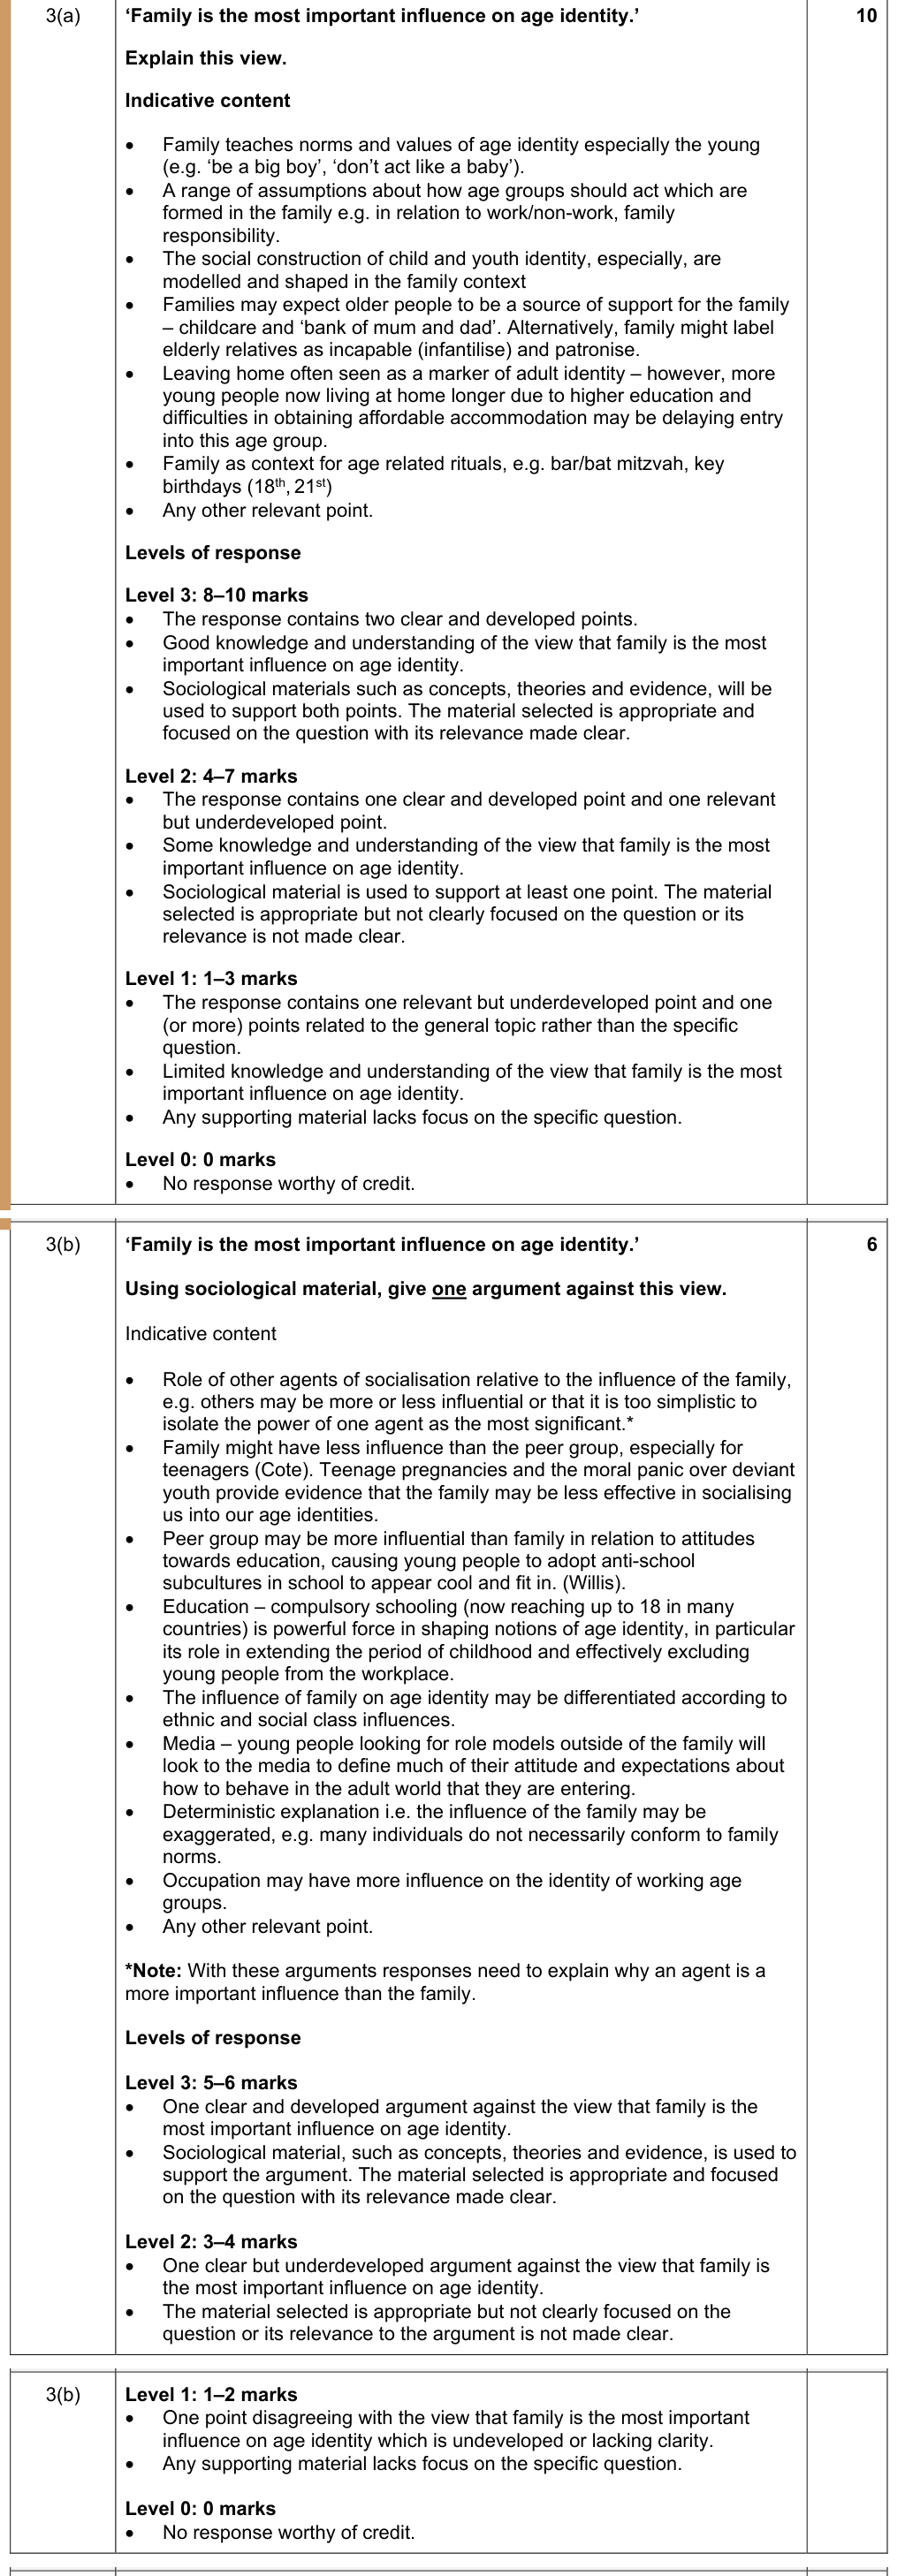 3(a) ‘Family is the most important influence on age identity.’ 10
Explain this view.
Indicative content
• Family teaches norms and values of age identity especially the young
(e.g. ‘be a big boy’, ‘don’t act like a baby’).
• A range of assumptions about how age groups should act which are
formed in the family e.g. in relation to work/non-work, family
responsibility.
• The social construction of child and youth identity, especially, are
modelled and shaped in the family context
• Families may expect older people to be a source of support for the family
– childcare and ‘bank of mum and dad’. Alternatively, family might label
elderly relatives as incapable (infantilise) and patronise.
• Leaving home often seen as a marker of adult identity – however, more
young people now living at home longer due to higher education and
difficulties in obtaining affordable accommodation may be delaying entry
into this age group.
• Family as context for age related rituals, e.g. bar/bat mitzvah, key
birthdays (18th, 21st)
• Any other relevant point.
Levels of response
Level 3: 8–10 marks
• The response contains two clear and developed points.
• Good knowledge and understanding of the view that family is the most
important influence on age identity.
• Sociological materials such as concepts, theories and evidence, will be
used to support both points. The material selected is appropriate and
focused on the question with its relevance made clear.
Level 2: 4–7 marks
• The response contains one clear and developed point and one relevant
but underdeveloped point.
• Some knowledge and understanding of the view that family is the most
important influence on age identity.
• Sociological material is used to support at least one point. The material
selected is appropriate but not clearly focused on the question or its
relevance is not made clear.
Level 1: 1–3 marks
• The response contains one relevant but underdeveloped point and one
(or more) points related to the general topic rather than the specific
question.
• Limited knowledge and understanding of the view that family is the most
important influence on age identity.
• Any supporting material lacks focus on the specific question.
Level 0: 0 marks
• No response worthy of credit.
3(b) ‘Family is the most important influence on age identity.’ 6
Using sociological material, give one argument against this view.
Indicative content
• Role of other agents of socialisation relative to the influence of the family,
e.g. others may be more or less influential or that it is too simplistic to
isolate the power of one agent as the most significant.*
• Family might have less influence than the peer group, especially for
teenagers (Cote). Teenage pregnancies and the moral panic over deviant
youth provide evidence that the family may be less effective in socialising
us into our age identities.
• Peer group may be more influential than family in relation to attitudes
towards education, causing young people to adopt anti-school
subcultures in school to appear cool and fit in. (Willis).
• Education – compulsory schooling (now reaching up to 18 in many
countries) is powerful force in shaping notions of age identity, in particular
its role in extending the period of childhood and effectively excluding
young people from the workplace.
• The influence of family on age identity may be differentiated according to
ethnic and social class influences.
• Media – young people looking for role models outside of the family will
look to the media to define much of their attitude and expectations about
how to behave in the adult world that they are entering.
• Deterministic explanation i.e. the influence of the family may be
exaggerated, e.g. many individuals do not necessarily conform to family
norms.
• Occupation may have more influence on the identity of working age
groups.
• Any other relevant point.
*Note: With these arguments responses need to explain why an agent is a
more important influence than the family.
Levels of response
Level 3: 5–6 marks
• One clear and developed argument against the view that family is the
most important influence on age identity.
• Sociological material, such as concepts, theories and evidence, is used to
support the argument. The material selected is appropriate and focused
on the question with its relevance made clear.
Level 2: 3–4 marks
• One clear but underdeveloped argument against the view that family is
the most important influence on age identity.
• The material selected is appropriate but not clearly focused on the
question or its relevance to the argument is not made clear.
3(b) Level 1: 1–2 marks
• One point disagreeing with the view that family is the most important
influence on age identity which is undeveloped or lacking clarity.
• Any supporting material lacks focus on the specific question.
Level 0: 0 marks
• No response worthy of credit.